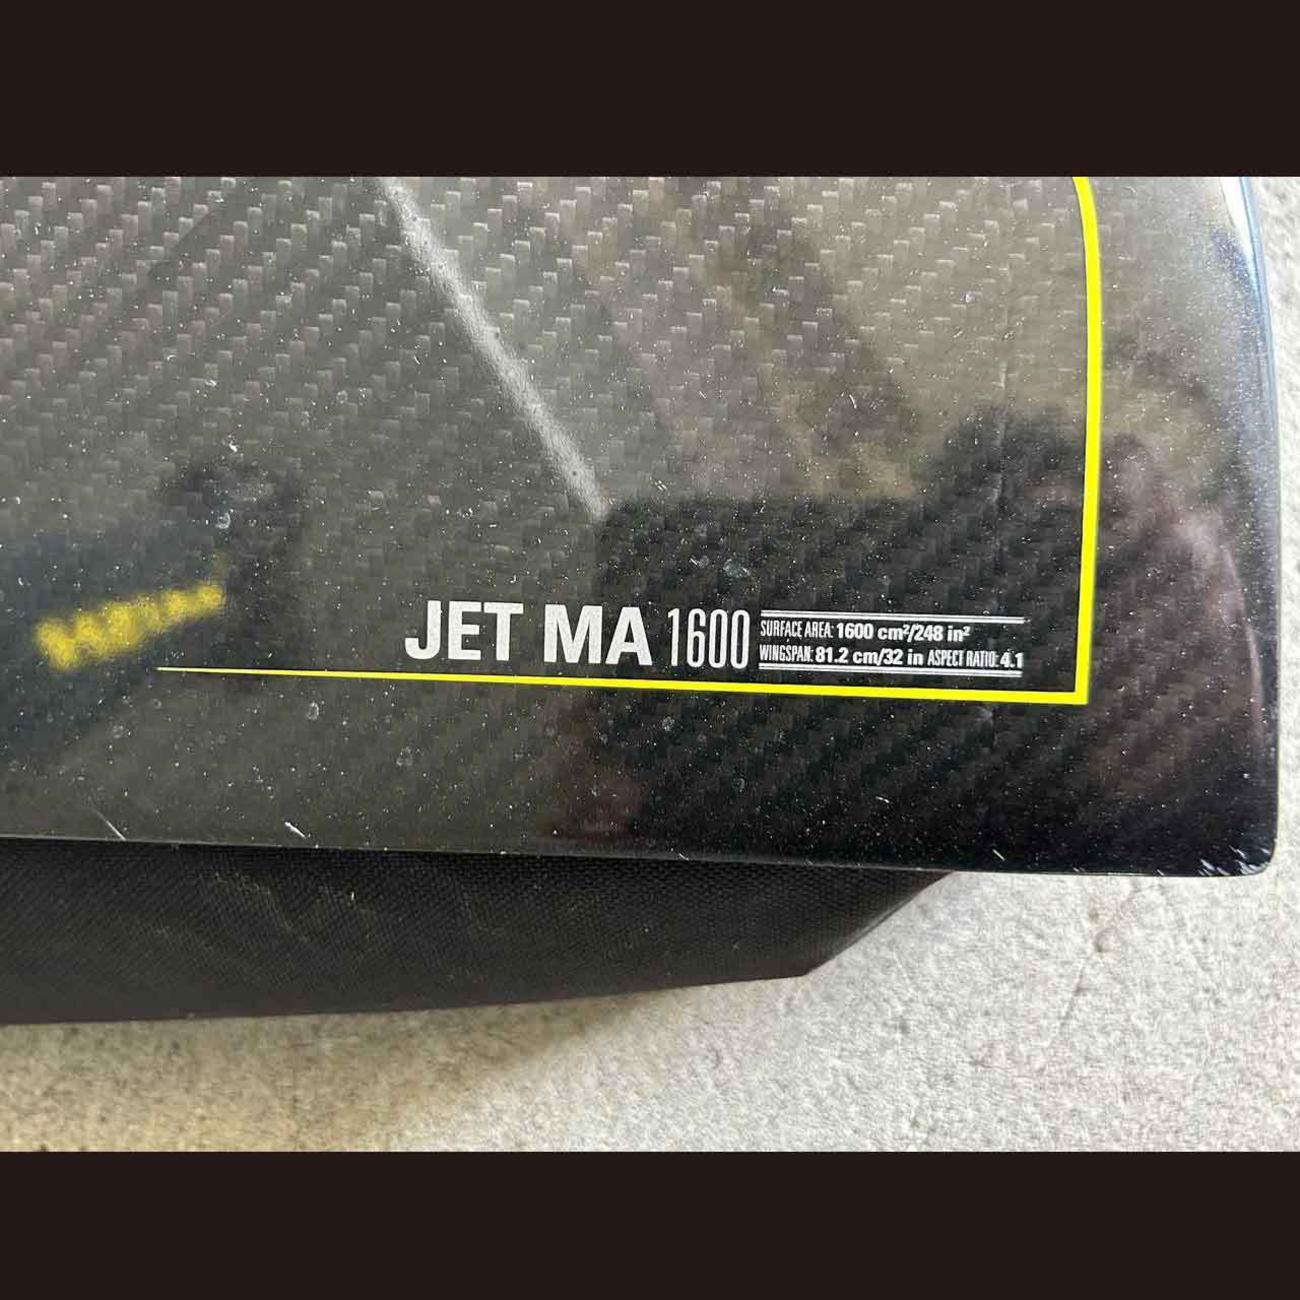 JET MA 1600
SURFACE AREA: 1600 cm²/248 in²
WINGSPAN: 81.2 cm/32 in ASPECT RATIO: 4.1